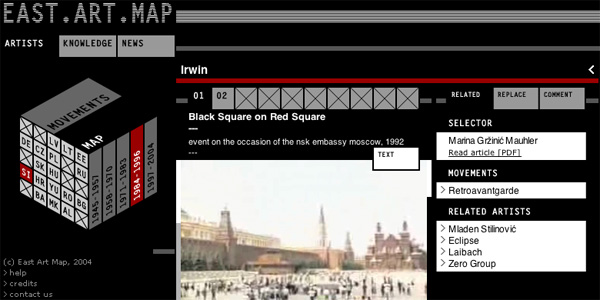 EAST.ART.MAP
ARTISTS
KNOWLEDGE
NEWS
Irwin
01
02
RELATED
REPLACE
COMMENT
Black Square on Red Square
---
event on the occasion of the nsk embassy moscow, 1992
---
TEXT
SELECTOR
Marina Gržinić Mauhler
Read article [PDF]
MOVEMENTS
> Retroavantgarde
RELATED ARTISTS
> Mladen Stilinović
> Eclipse
> Laibach
> Zero Group
MOVEMENTS
MAP
LV LT EE
DE CZ PL RU
SK HU
SI HR YU RO BG
BA MK AL
1945-1957
1958-1970
1971-1983
1984-1996
1997-2004
(c) East Art Map, 2004
> help
> credits
> contact us